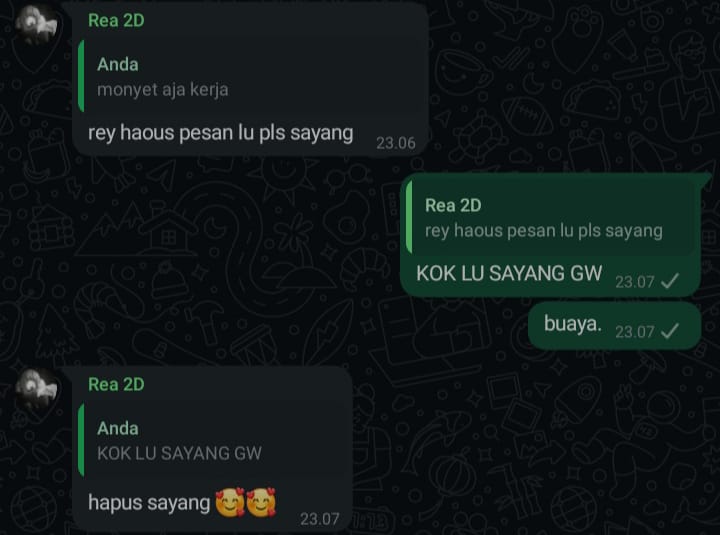 Rea 2D
Anda
monyet aja kerja
rey haous pesan lu pls sayang 23.06
Rea 2D
rey haous pesan lu pls sayang
KOK LU SAYANG GW 23.07
buaya. 23.07
Rea 2D
Anda
KOK LU SAYANG GW
hapus sayang 🥰🥰 23.07